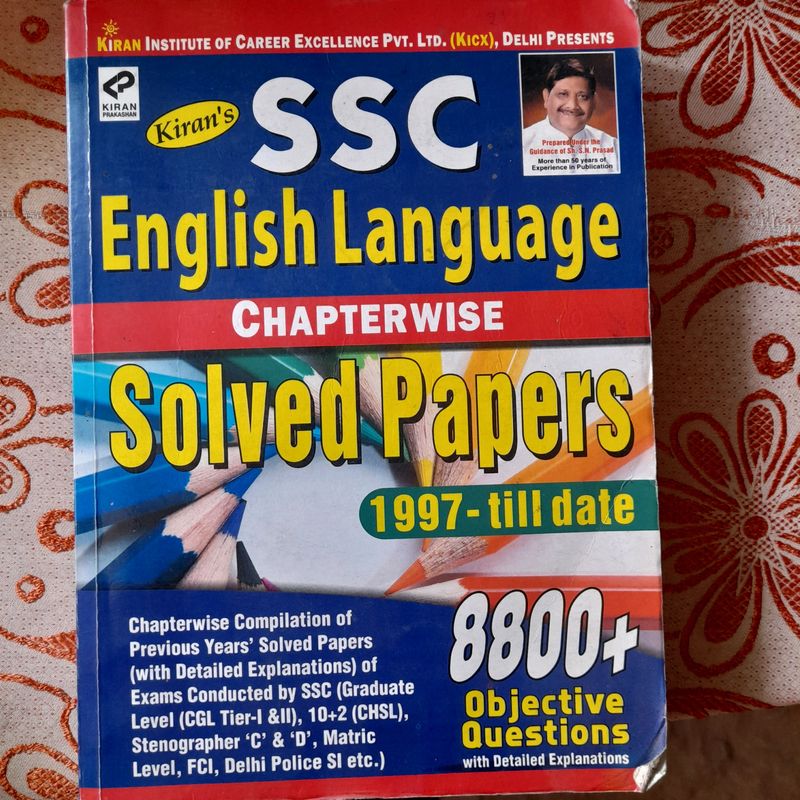 KIRAN INSTITUTE OF CAREER EXCELLENCE PVT. LTD. (KICX), DELHI PRESENTS
KIRAN
PRAKASHAN
Kiran's
SSC
Prepared Under the
Guidance of Sh. S.N. Prasad
More than 50 years of
Experience in Publication
English Language
CHAPTERWISE
Solved Papers
1997- till date
Chapterwise Compilation of
Previous Years' Solved Papers
(with Detailed Explanations) of
Exams Conducted by SSC (Graduate
Level (CGL Tier-I &II), 10+2 (CHSL),
Stenographer 'C' & 'D', Matric
Level, FCI, Delhi Police SI etc.)
8800+
Objective
Questions
with Detailed Explanations